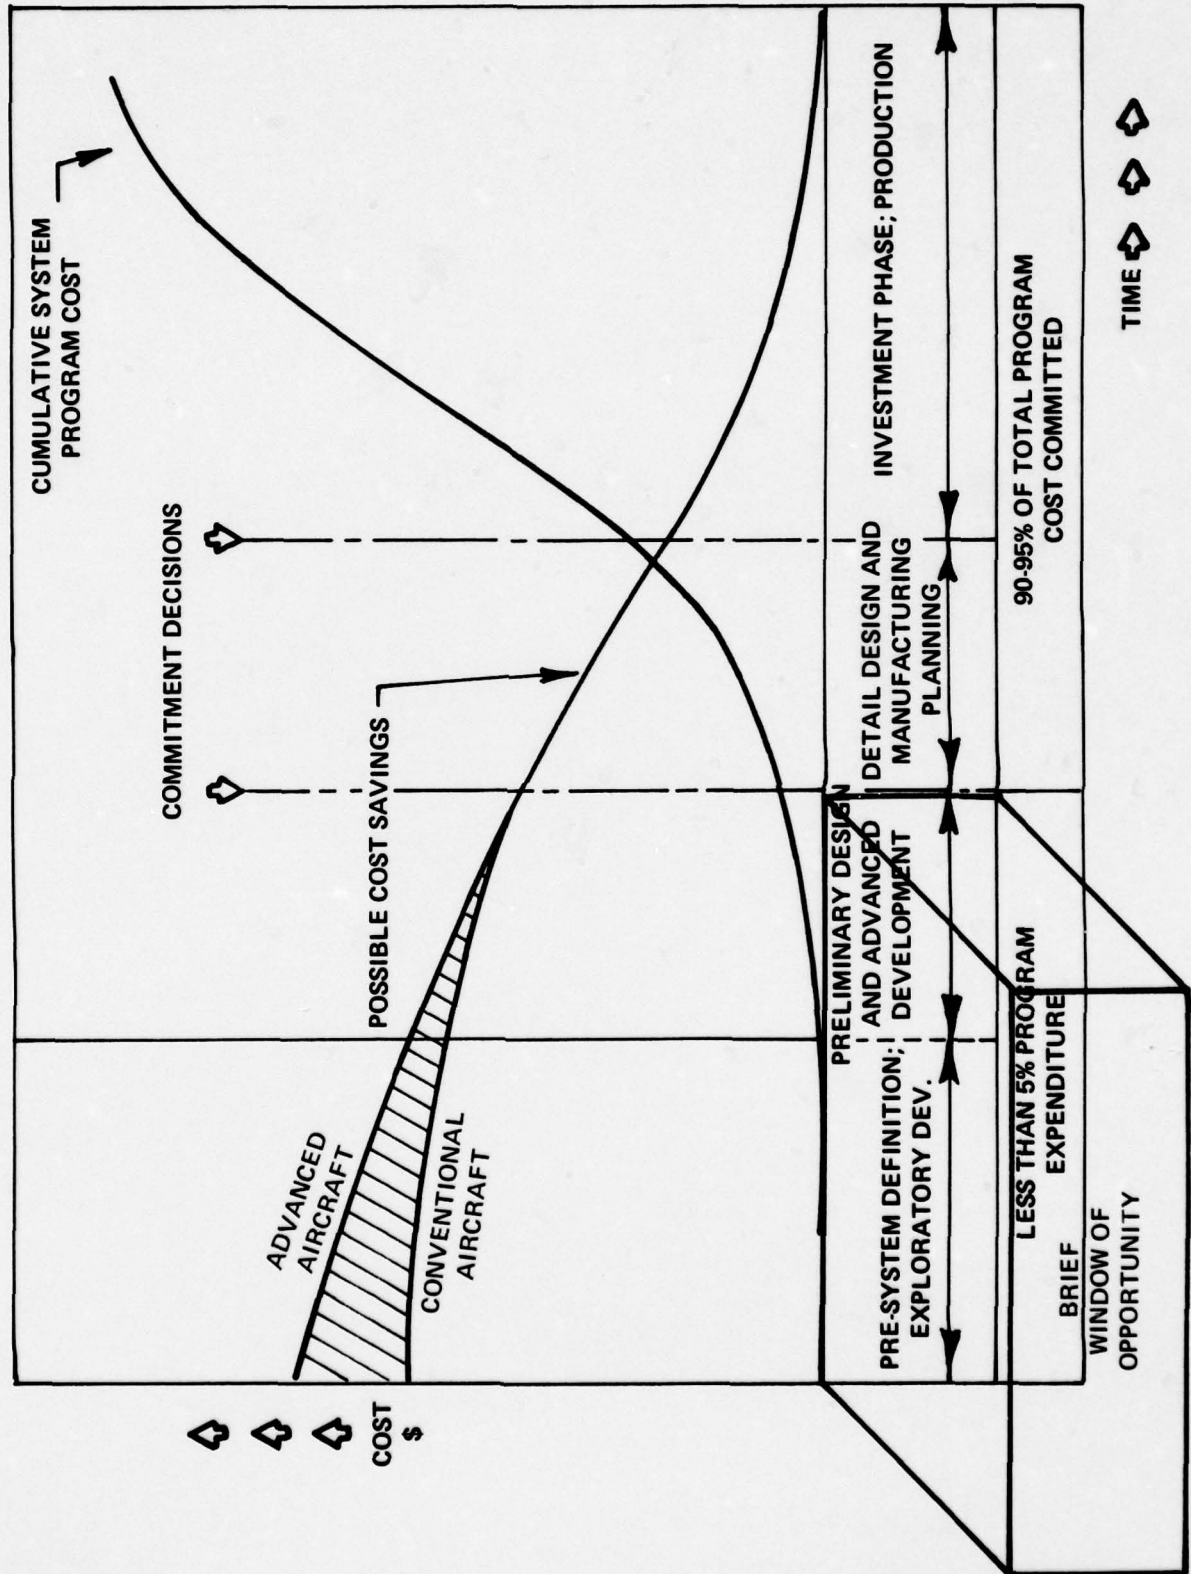 CUMULATIVE SYSTEM
PROGRAM COST
COMMITMENT DECISIONS
POSSIBLE COST SAVINGS
ADVANCED
AIRCRAFT
CONVENTIONAL
AIRCRAFT
COST
$
PRE-SYSTEM DEFINITION;
EXPLORATORY DEV.
PRELIMINARY DESIGN
AND ADVANCED
DEVELOPMENT
DETAIL DESIGN AND
MANUFACTURING
PLANNING
INVESTMENT PHASE; PRODUCTION
LESS THAN 5% PROGRAM
EXPENDITURE
90-95% OF TOTAL PROGRAM
COST COMMITTED
BRIEF
WINDOW OF
OPPORTUNITY
TIME